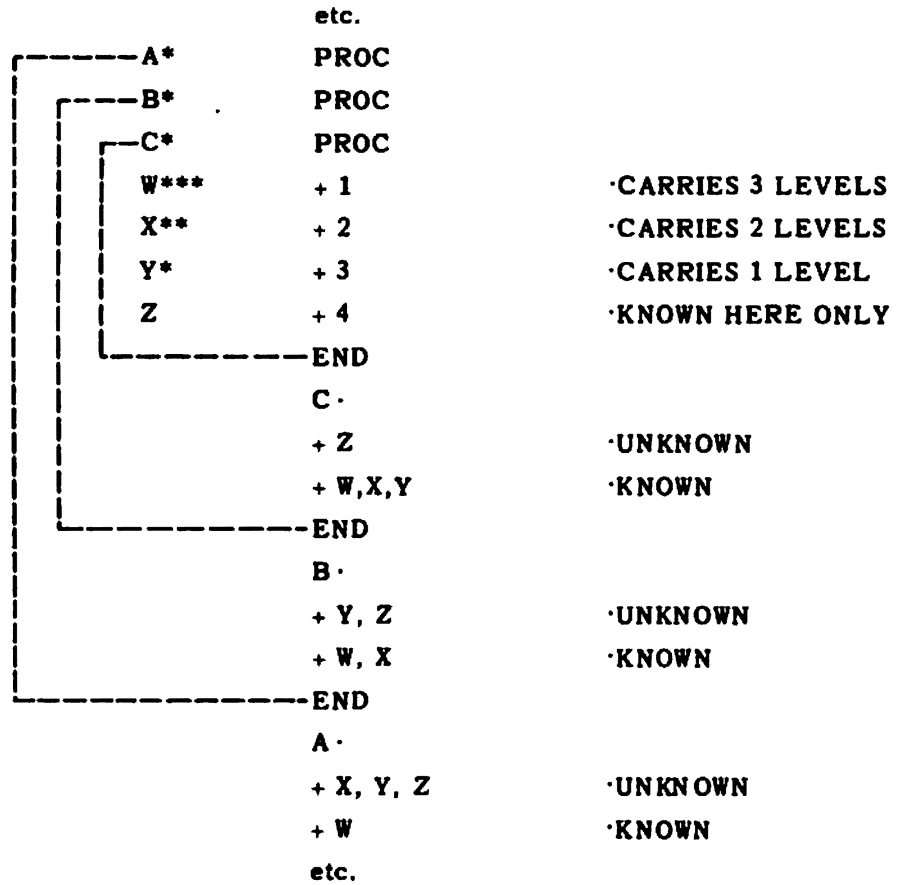 etc.
A* PROC
B* PROC
C* PROC
W*** + 1 ·CARRIES 3 LEVELS
X** + 2 ·CARRIES 2 LEVELS
Y* + 3 ·CARRIES 1 LEVEL
Z + 4 ·KNOWN HERE ONLY
END
C ·
+ Z ·UNKNOWN
+ W,X,Y ·KNOWN
END
B ·
+ Y, Z ·UNKNOWN
+ W, X ·KNOWN
END
A ·
+ X, Y, Z ·UNKNOWN
+ W ·KNOWN
etc.